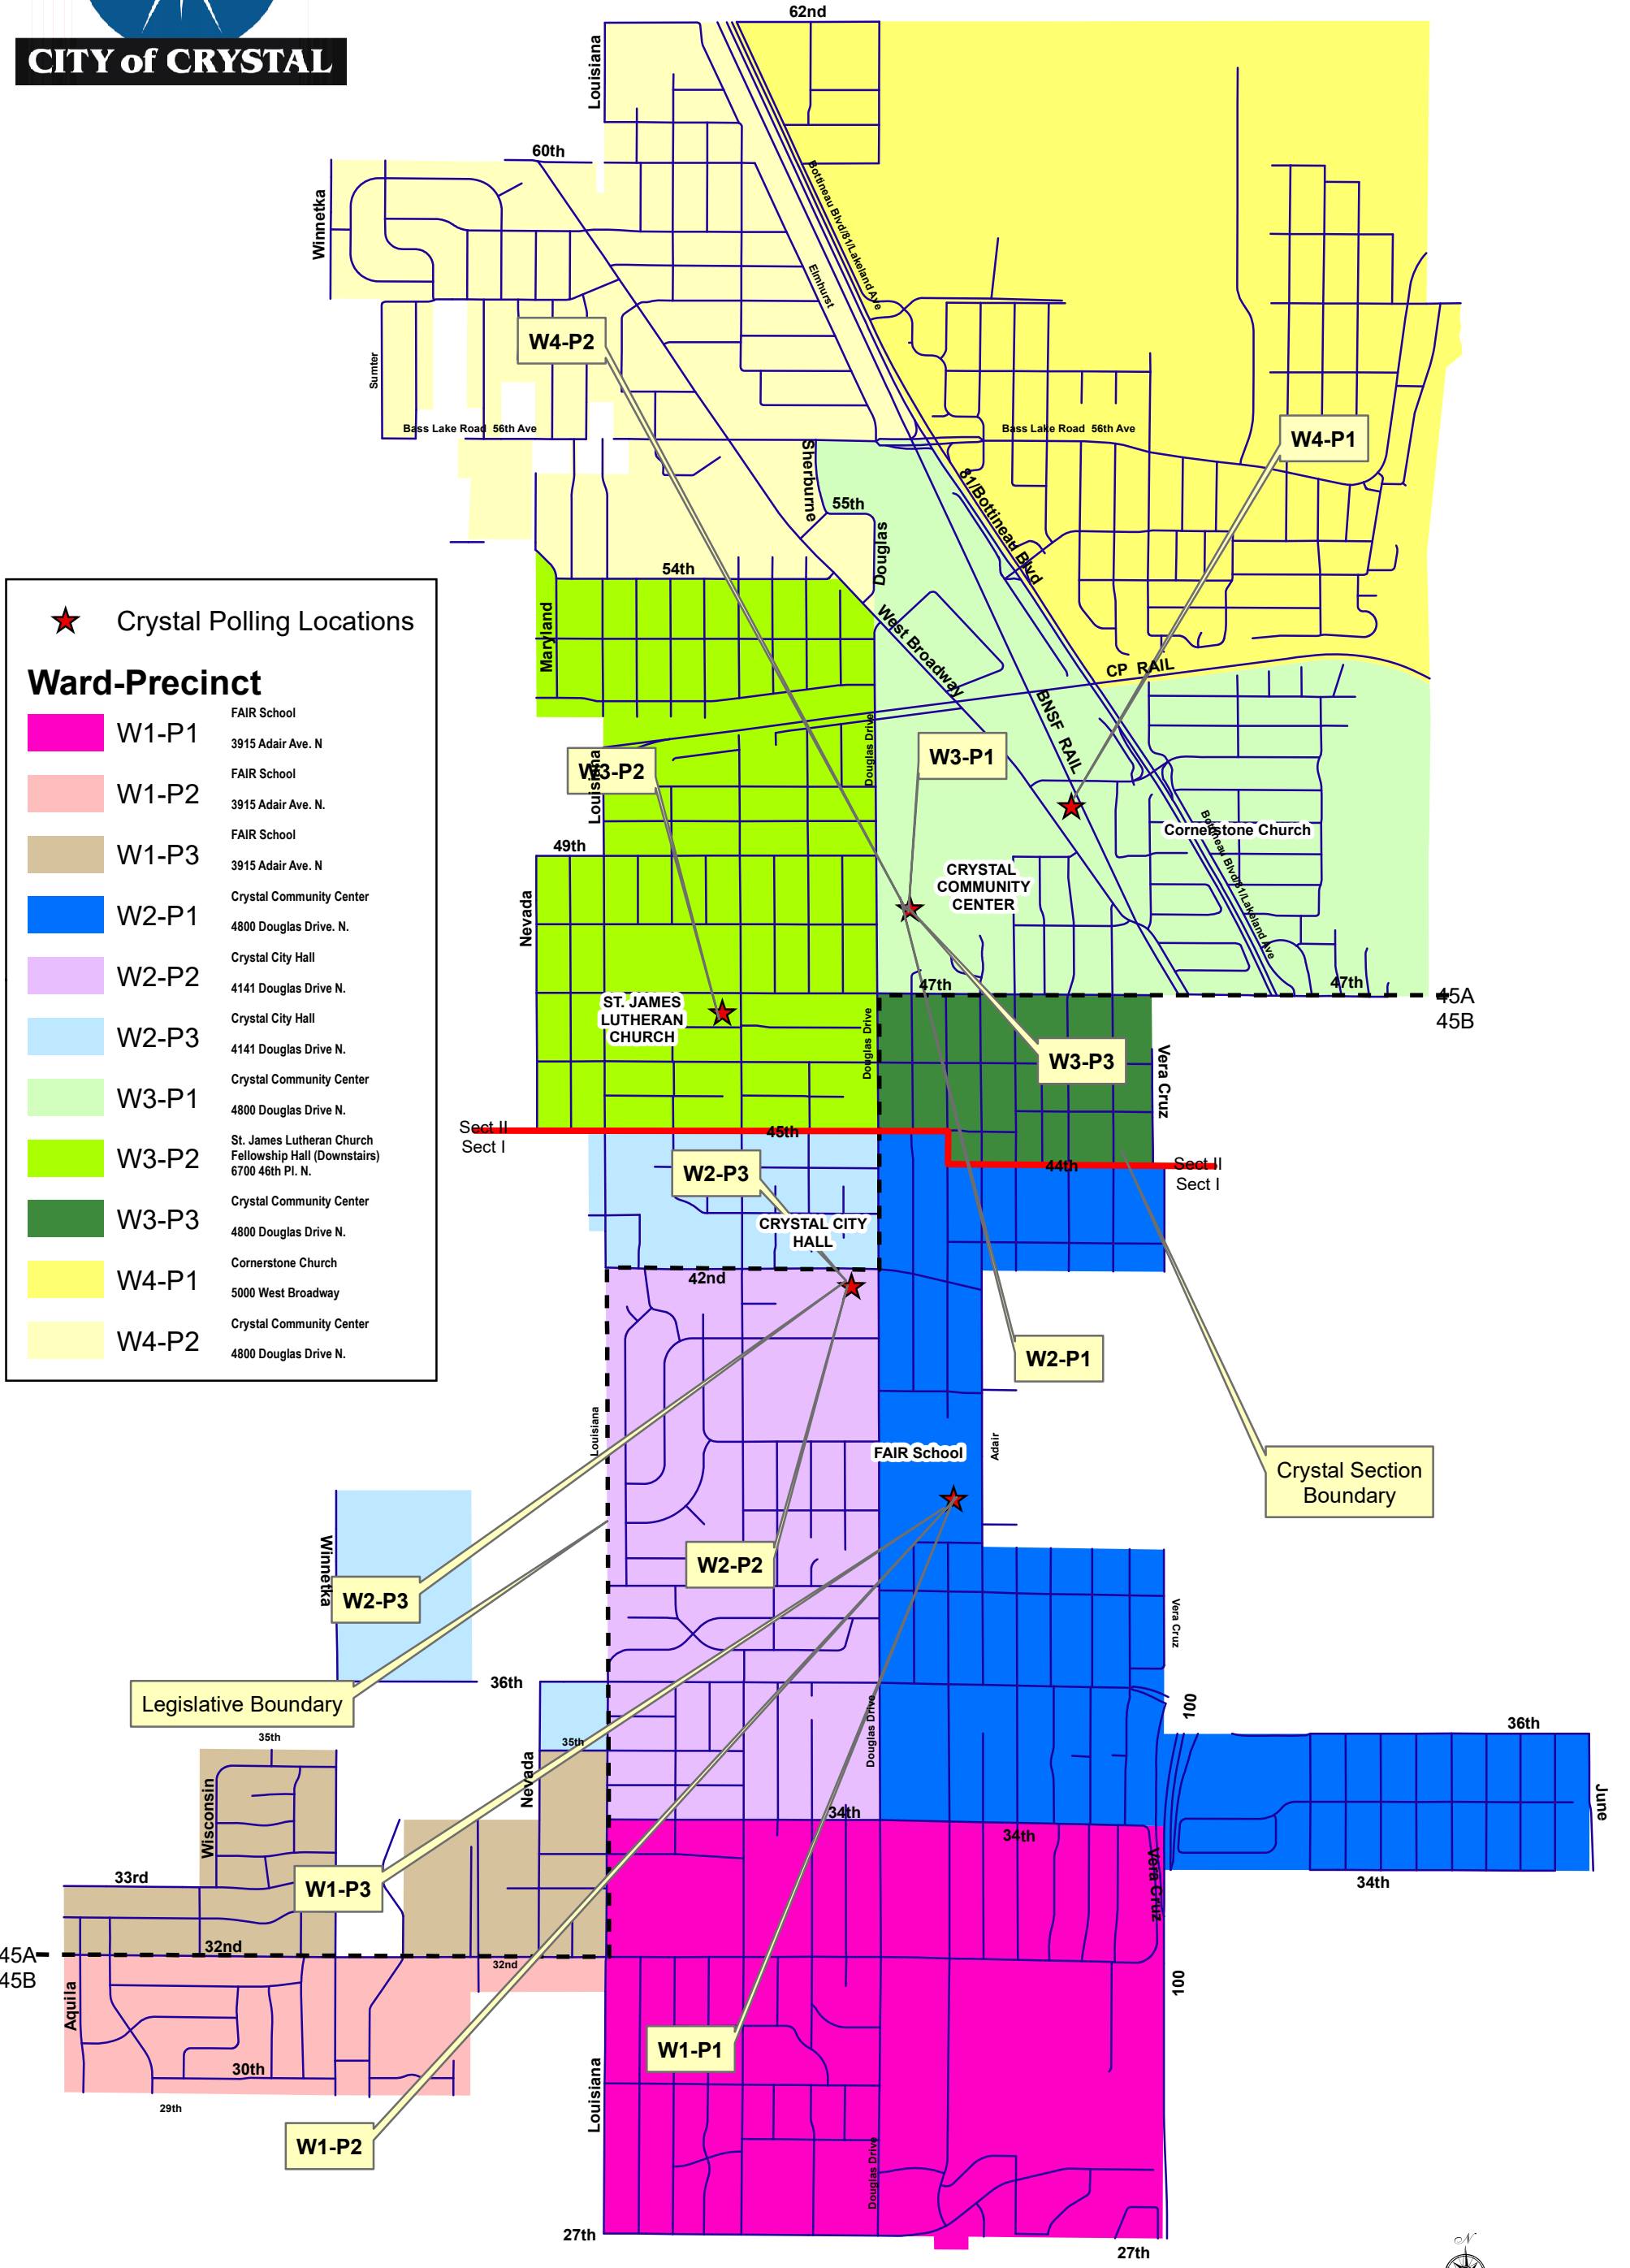 CITY of CRYSTAL
62nd
Louisiana
60th
Winnetka
Bottineau Blvd/81/Lakeland Ave
Elmhurst
W4-P2
Sumter
Bass Lake Road 56th Ave
Bass Lake Road 56th Ave
W4-P1
Sherburne
81/Bottineau Blvd
55th
Douglas
54th
Maryland
West Broadway
CP RAIL
BNSF RAIL
Crystal Polling Locations
Ward-Precinct
W1-P1
FAIR School
3915 Adair Ave. N
W1-P2
FAIR School
3915 Adair Ave. N.
W1-P3
FAIR School
3915 Adair Ave. N
W2-P1
Crystal Community Center
4800 Douglas Drive. N.
W2-P2
Crystal City Hall
4141 Douglas Drive N.
W2-P3
Crystal City Hall
4141 Douglas Drive N.
W3-P1
Crystal Community Center
4800 Douglas Drive N.
W3-P2
St. James Lutheran Church
Fellowship Hall (Downstairs)
6700 46th Pl. N.
W3-P3
Crystal Community Center
4800 Douglas Drive N.
W4-P1
Cornerstone Church
5000 West Broadway
W4-P2
Crystal Community Center
4800 Douglas Drive N.
Douglas Drive
W3-P1
W3-P2
Louisiana
Cornerstone Church
Bottineau Blvd/81/Lakeland Ave
49th
CRYSTAL
COMMUNITY
CENTER
Nevada
47th
47th
45A
45B
ST. JAMES
LUTHERAN
CHURCH
Douglas Drive
W3-P3
Vera Cruz
Sect II
Sect I
45th
44th
Sect II
Sect I
W2-P3
CRYSTAL CITY
HALL
42nd
W2-P1
Louisiana
Adair
FAIR School
Crystal Section
Boundary
Winnetka
W2-P2
W2-P3
Vera Cruz
36th
Legislative Boundary
100
Douglas Drive
36th
35th
35th
Nevada
Wisconsin
June
34th
34th
Vera Cruz
33rd
W1-P3
34th
32nd
32nd
45A
45B
Aquila
100
30th
W1-P1
Louisiana
29th
W1-P2
Douglas Drive
27th
27th
N